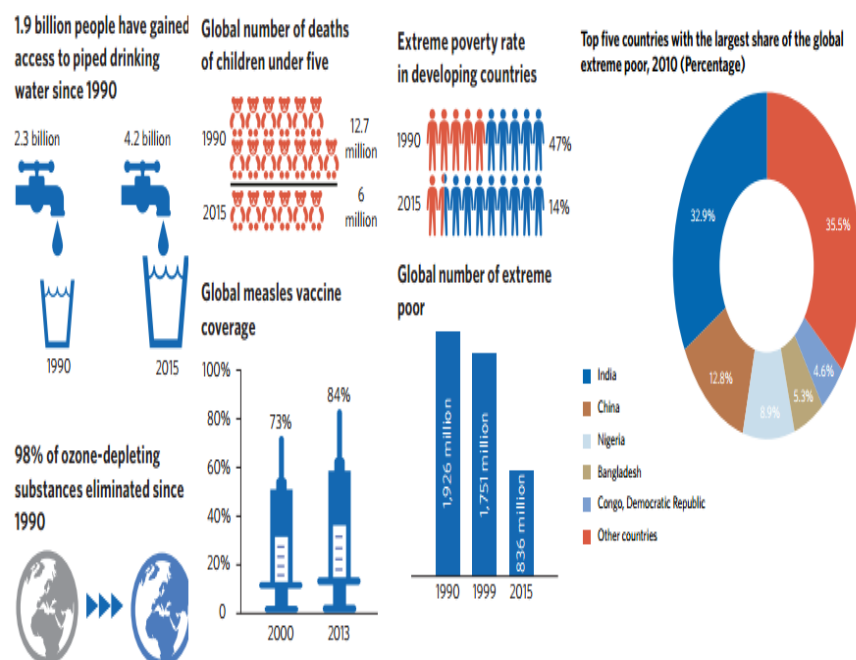 1.9 billion people have gained
access to piped drinking
water since 1990
2.3 billion
4.2 billion
1990
2015
98% of ozone-depleting
substances eliminated since
1990
Global number of deaths
of children under five
1990
12.7
million
2015
6
million
Global measles vaccine
coverage
100%
80%
60%
40%
20%
0
73%
84%
2000
2013
Extreme poverty rate
in developing countries
1990
47%
2015
14%
Global number of extreme
poor
1,926 million
1,751 million
836 million
1990
1999
2015
Top five countries with the largest share of the global
extreme poor, 2010 (Percentage)
32.9%
35.5%
12.8%
8.9%
5.3%
4.6%
India
China
Nigeria
Bangladesh
Congo, Democratic Republic
Other countries